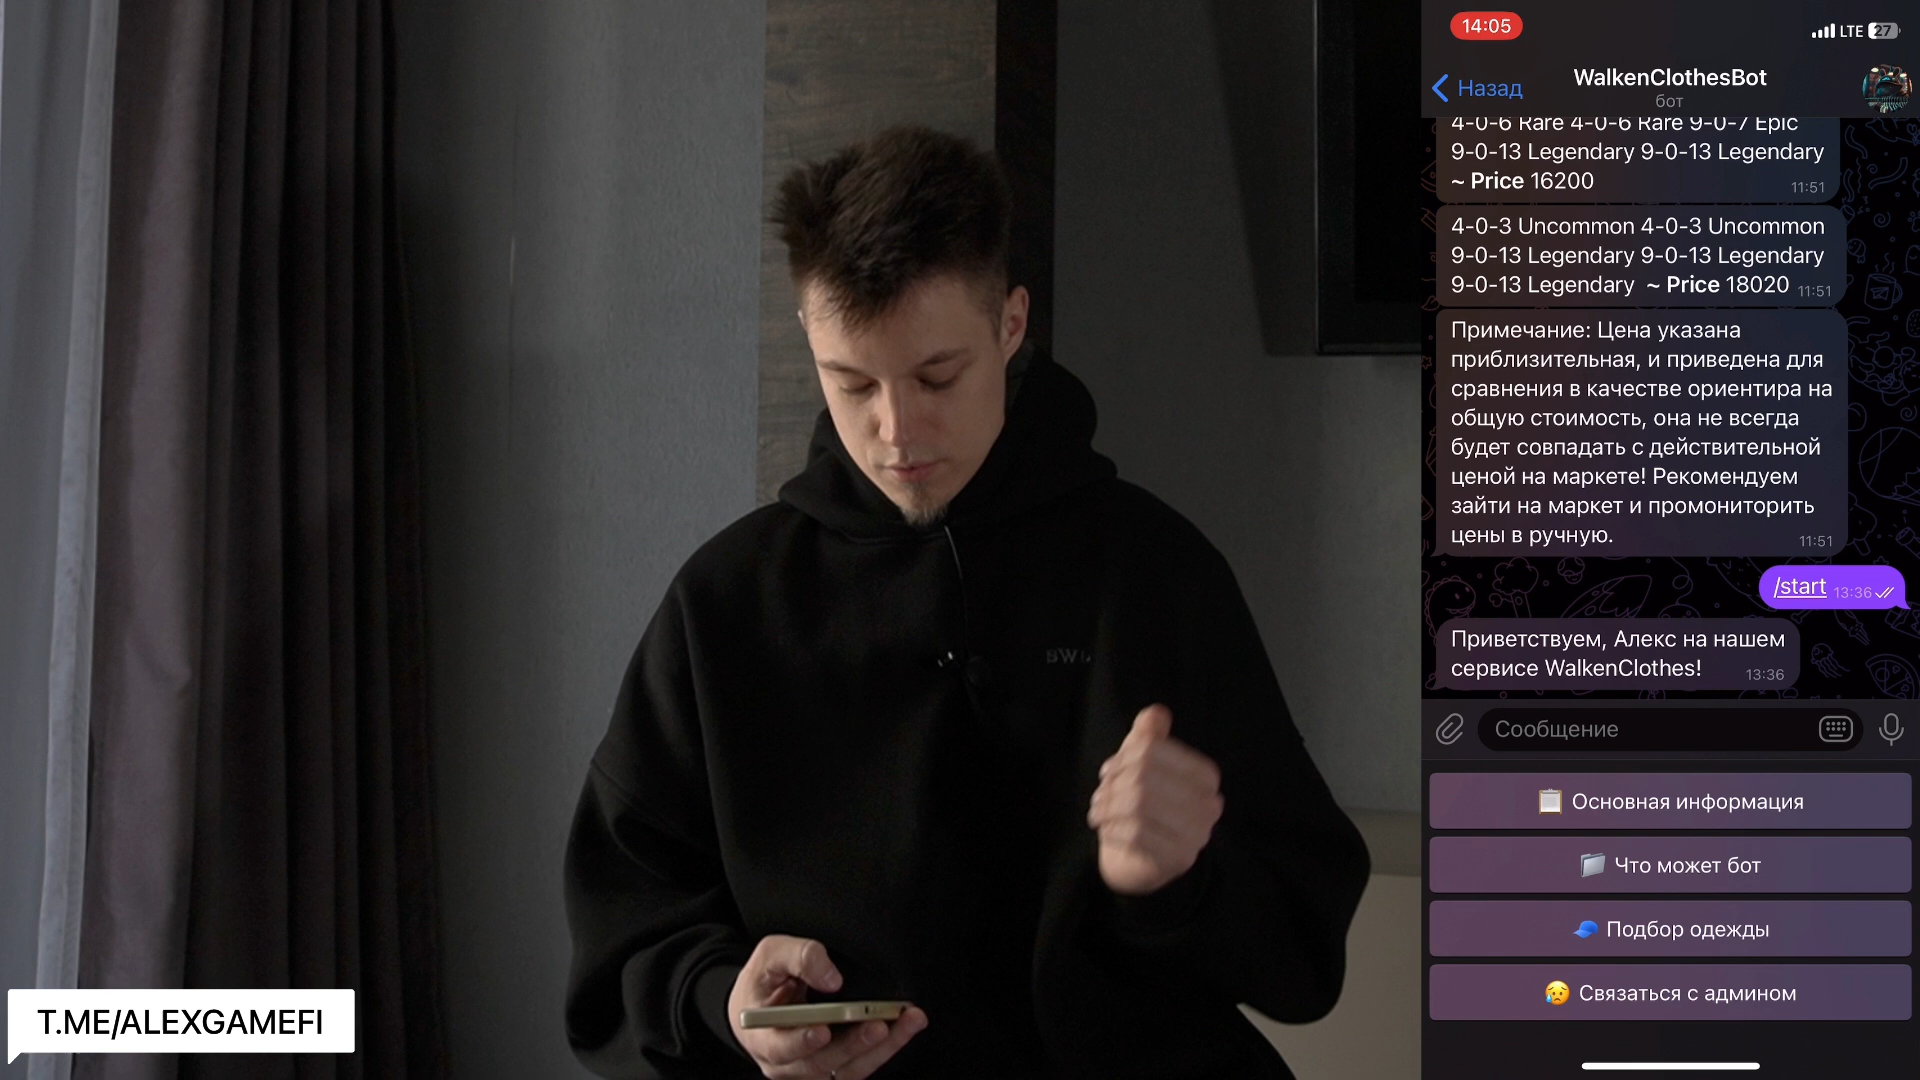 14:05
LTE 27
Назад
WalkenClothesBot
бот
4-0-6 Rare 4-0-6 Rare 9-0-7 Epic
9-0-13 Legendary 9-0-13 Legendary
~ Price 16200 11:51
4-0-3 Uncommon 4-0-3 Uncommon
9-0-13 Legendary 9-0-13 Legendary
9-0-13 Legendary ~ Price 18020 11:51
Примечание: Цена указана
приблизительная, и приведена для
сравнения в качестве ориентира на
общую стоимость, она не всегда
будет совпадать с действительной
ценой на маркете! Рекомендуем
зайти на маркет и промониторить
цены в ручную. 11:51
/start 13:36
Приветствуем, Алекс на нашем
сервисе WalkenClothes! 13:36
Сообщение
Основная информация
Что может бот
Подбор одежды
Связаться с админом
T.ME/ALEXGAMEFI